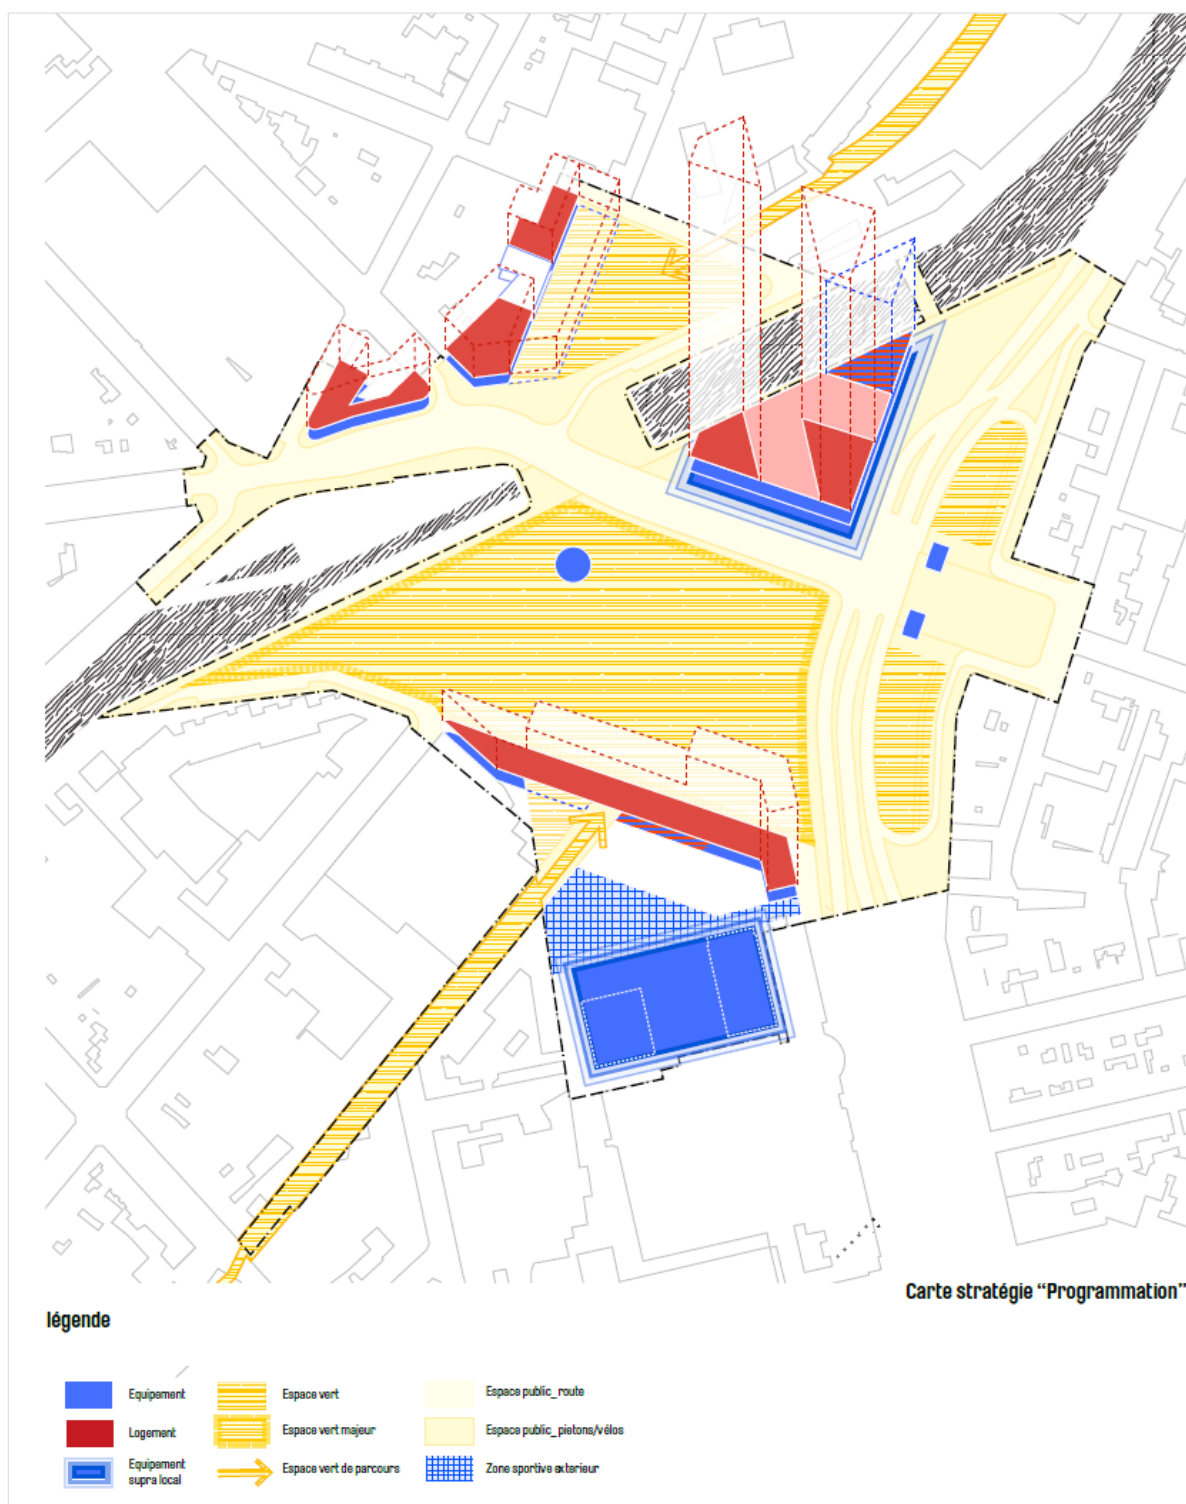 Carte stratégie “Programmation”
légende
Equipement
Logement
Equipement
supra local
Espace vert
Espace vert majeur
Espace vert de parcours
Espace public_route
Espace public_pietons/vélos
Zone sportive exterieur